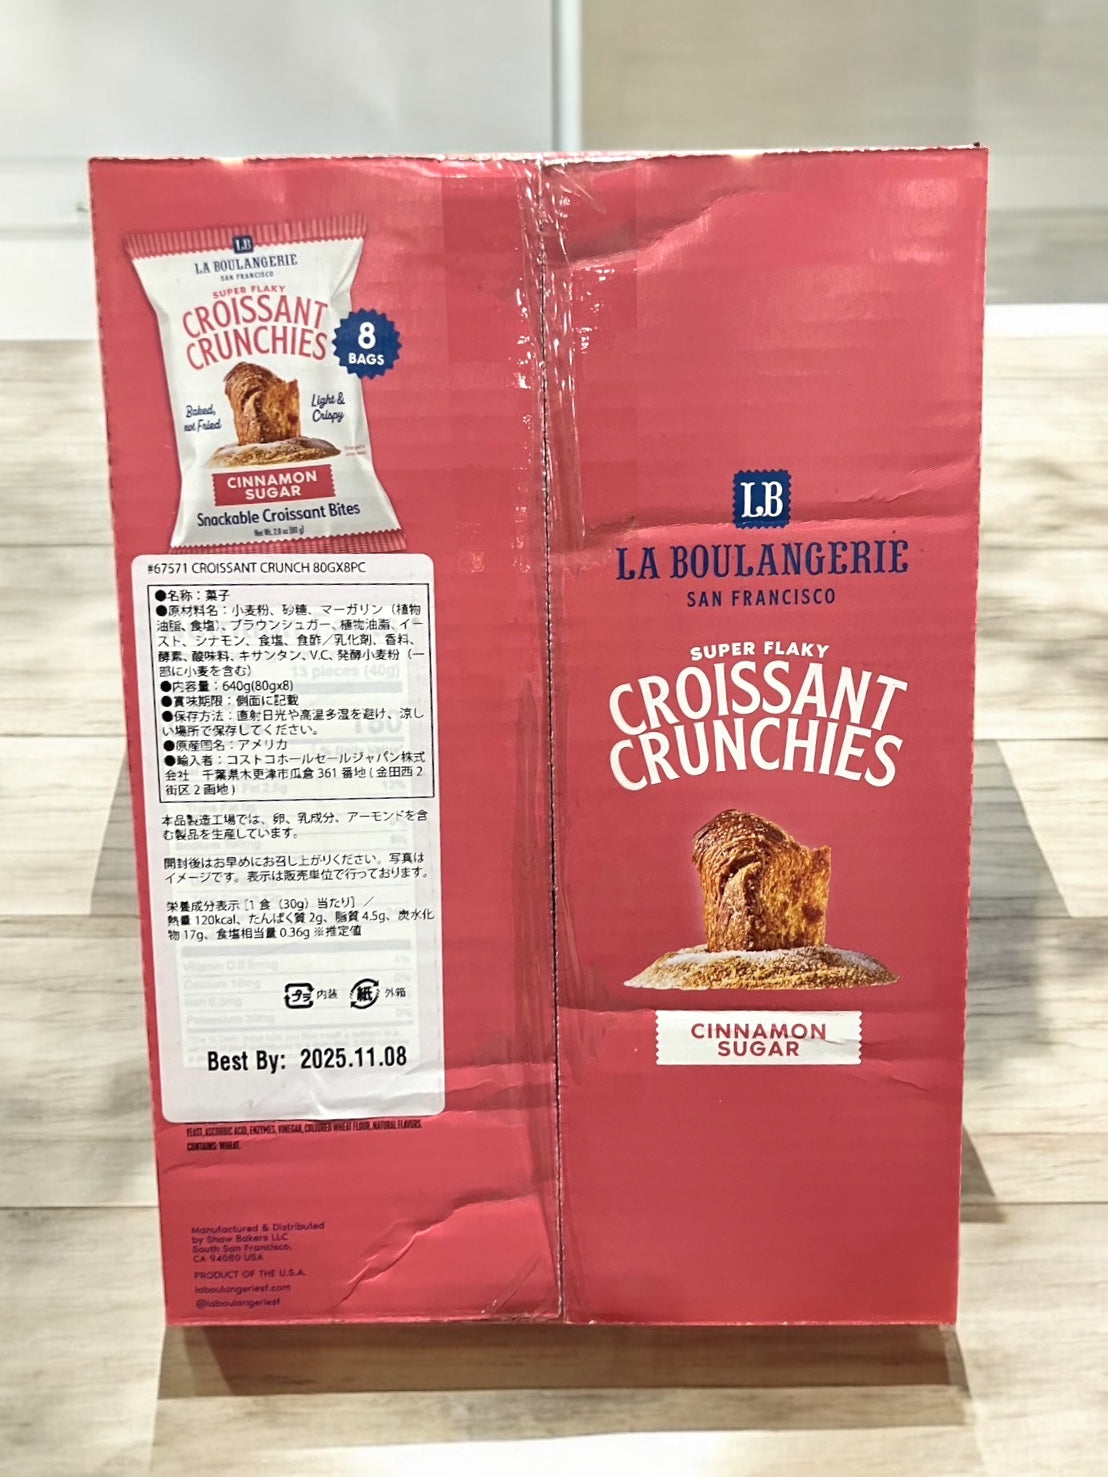 LB
LA BOULANGERIE
SAN FRANCISCO
SUPER FLAKY
CROISSANT
CRUNCHIES
8
BAGS
Baked,
not Fried
Light &
Crispy
CINNAMON
SUGAR
Snackable Croissant Bites
Net Wt. 2.8 oz (80 g)
#67571 CROISSANT CRUNCH 80GX8PC
●名称：菓子
●原材料名：小麦粉、砂糖、マーガリン（植物
油脂、食塩）、ブラウンシュガー、植物油脂、イー
スト、シナモン、食塩、食酢／乳化剤、香料、
酵素、酸味料、キサンタン、V.C、発酵小麦粉（一
部に小麦を含む）
13 pieces (40g)
●内容量：640g(80gx8)
●賞味期限：側面に記載
●保存方法：直射日光や高温多湿を避け、涼し
い場所で保存してください。
●原産国名：アメリカ
●輸入者：コストコホールセールジャパン株式
会社　千葉県木更津市瓜倉 361 番地 ( 金田西 2
街区 2 画地 )
本品製造工場では、卵、乳成分、アーモンドを含
む製品を生産しています。
開封後はお早めにお召し上がりください。写真は
イメージです。表示は販売単位で行っております。
栄養成分表示［1 食（30g）当たり］／
熱量 120kcal、たんぱく質 2g、脂質 4.5g、炭水化
物 17g、食塩相当量 0.36g ※推定値
プラ 内装 紙 外箱
Best By: 2025.11.08
YEAST, ASCORBIC ACID, ENZYMES, VINEGAR, CULTURED WHEAT FLOUR, NATURAL FLAVORS.
CONTAINS: WHEAT.
Manufactured & Distributed
by Shaw Bakers LLC
South San Francisco,
CA 94080 USA
PRODUCT OF THE U.S.A.
laboulangeriesf.com
@laboulangeriesf
LB
LA BOULANGERIE
SAN FRANCISCO
SUPER FLAKY
CROISSANT
CRUNCHIES
CINNAMON
SUGAR